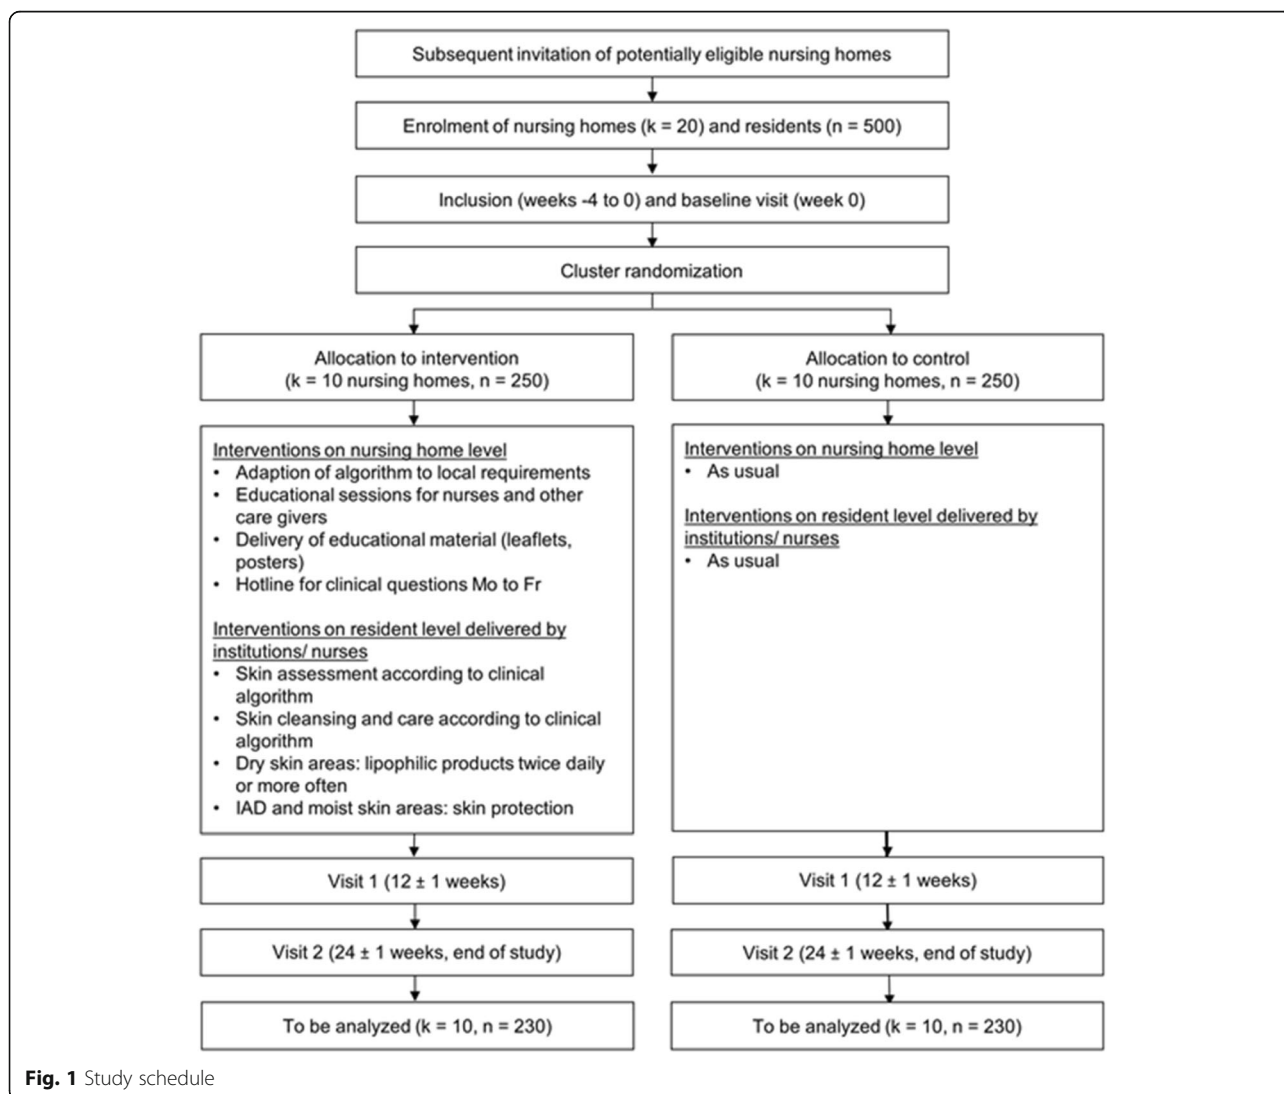 Subsequent invitation of potentially eligible nursing homes
Enrolment of nursing homes (k = 20) and residents (n = 500)
Inclusion (weeks -4 to 0) and baseline visit (week 0)
Cluster randomization
Allocation to intervention
(k = 10 nursing homes, n = 250)
Interventions on nursing home level
• Adaption of algorithm to local requirements
• Educational sessions for nurses and other
care givers
• Delivery of educational material (leaflets,
posters)
• Hotline for clinical questions Mo to Fr
Interventions on resident level delivered by
institutions/ nurses
• Skin assessment according to clinical
algorithm
• Skin cleansing and care according to clinical
algorithm
• Dry skin areas: lipophilic products twice daily
or more often
• IAD and moist skin areas: skin protection
Visit 1 (12 ± 1 weeks)
Visit 2 (24 ± 1 weeks, end of study)
To be analyzed (k = 10, n = 230)
Allocation to control
(k = 10 nursing homes, n = 250)
Interventions on nursing home level
• As usual
Interventions on resident level delivered by
institutions/ nurses
• As usual
Visit 1 (12 ± 1 weeks)
Visit 2 (24 ± 1 weeks, end of study)
To be analyzed (k = 10, n = 230)
Fig. 1 Study schedule